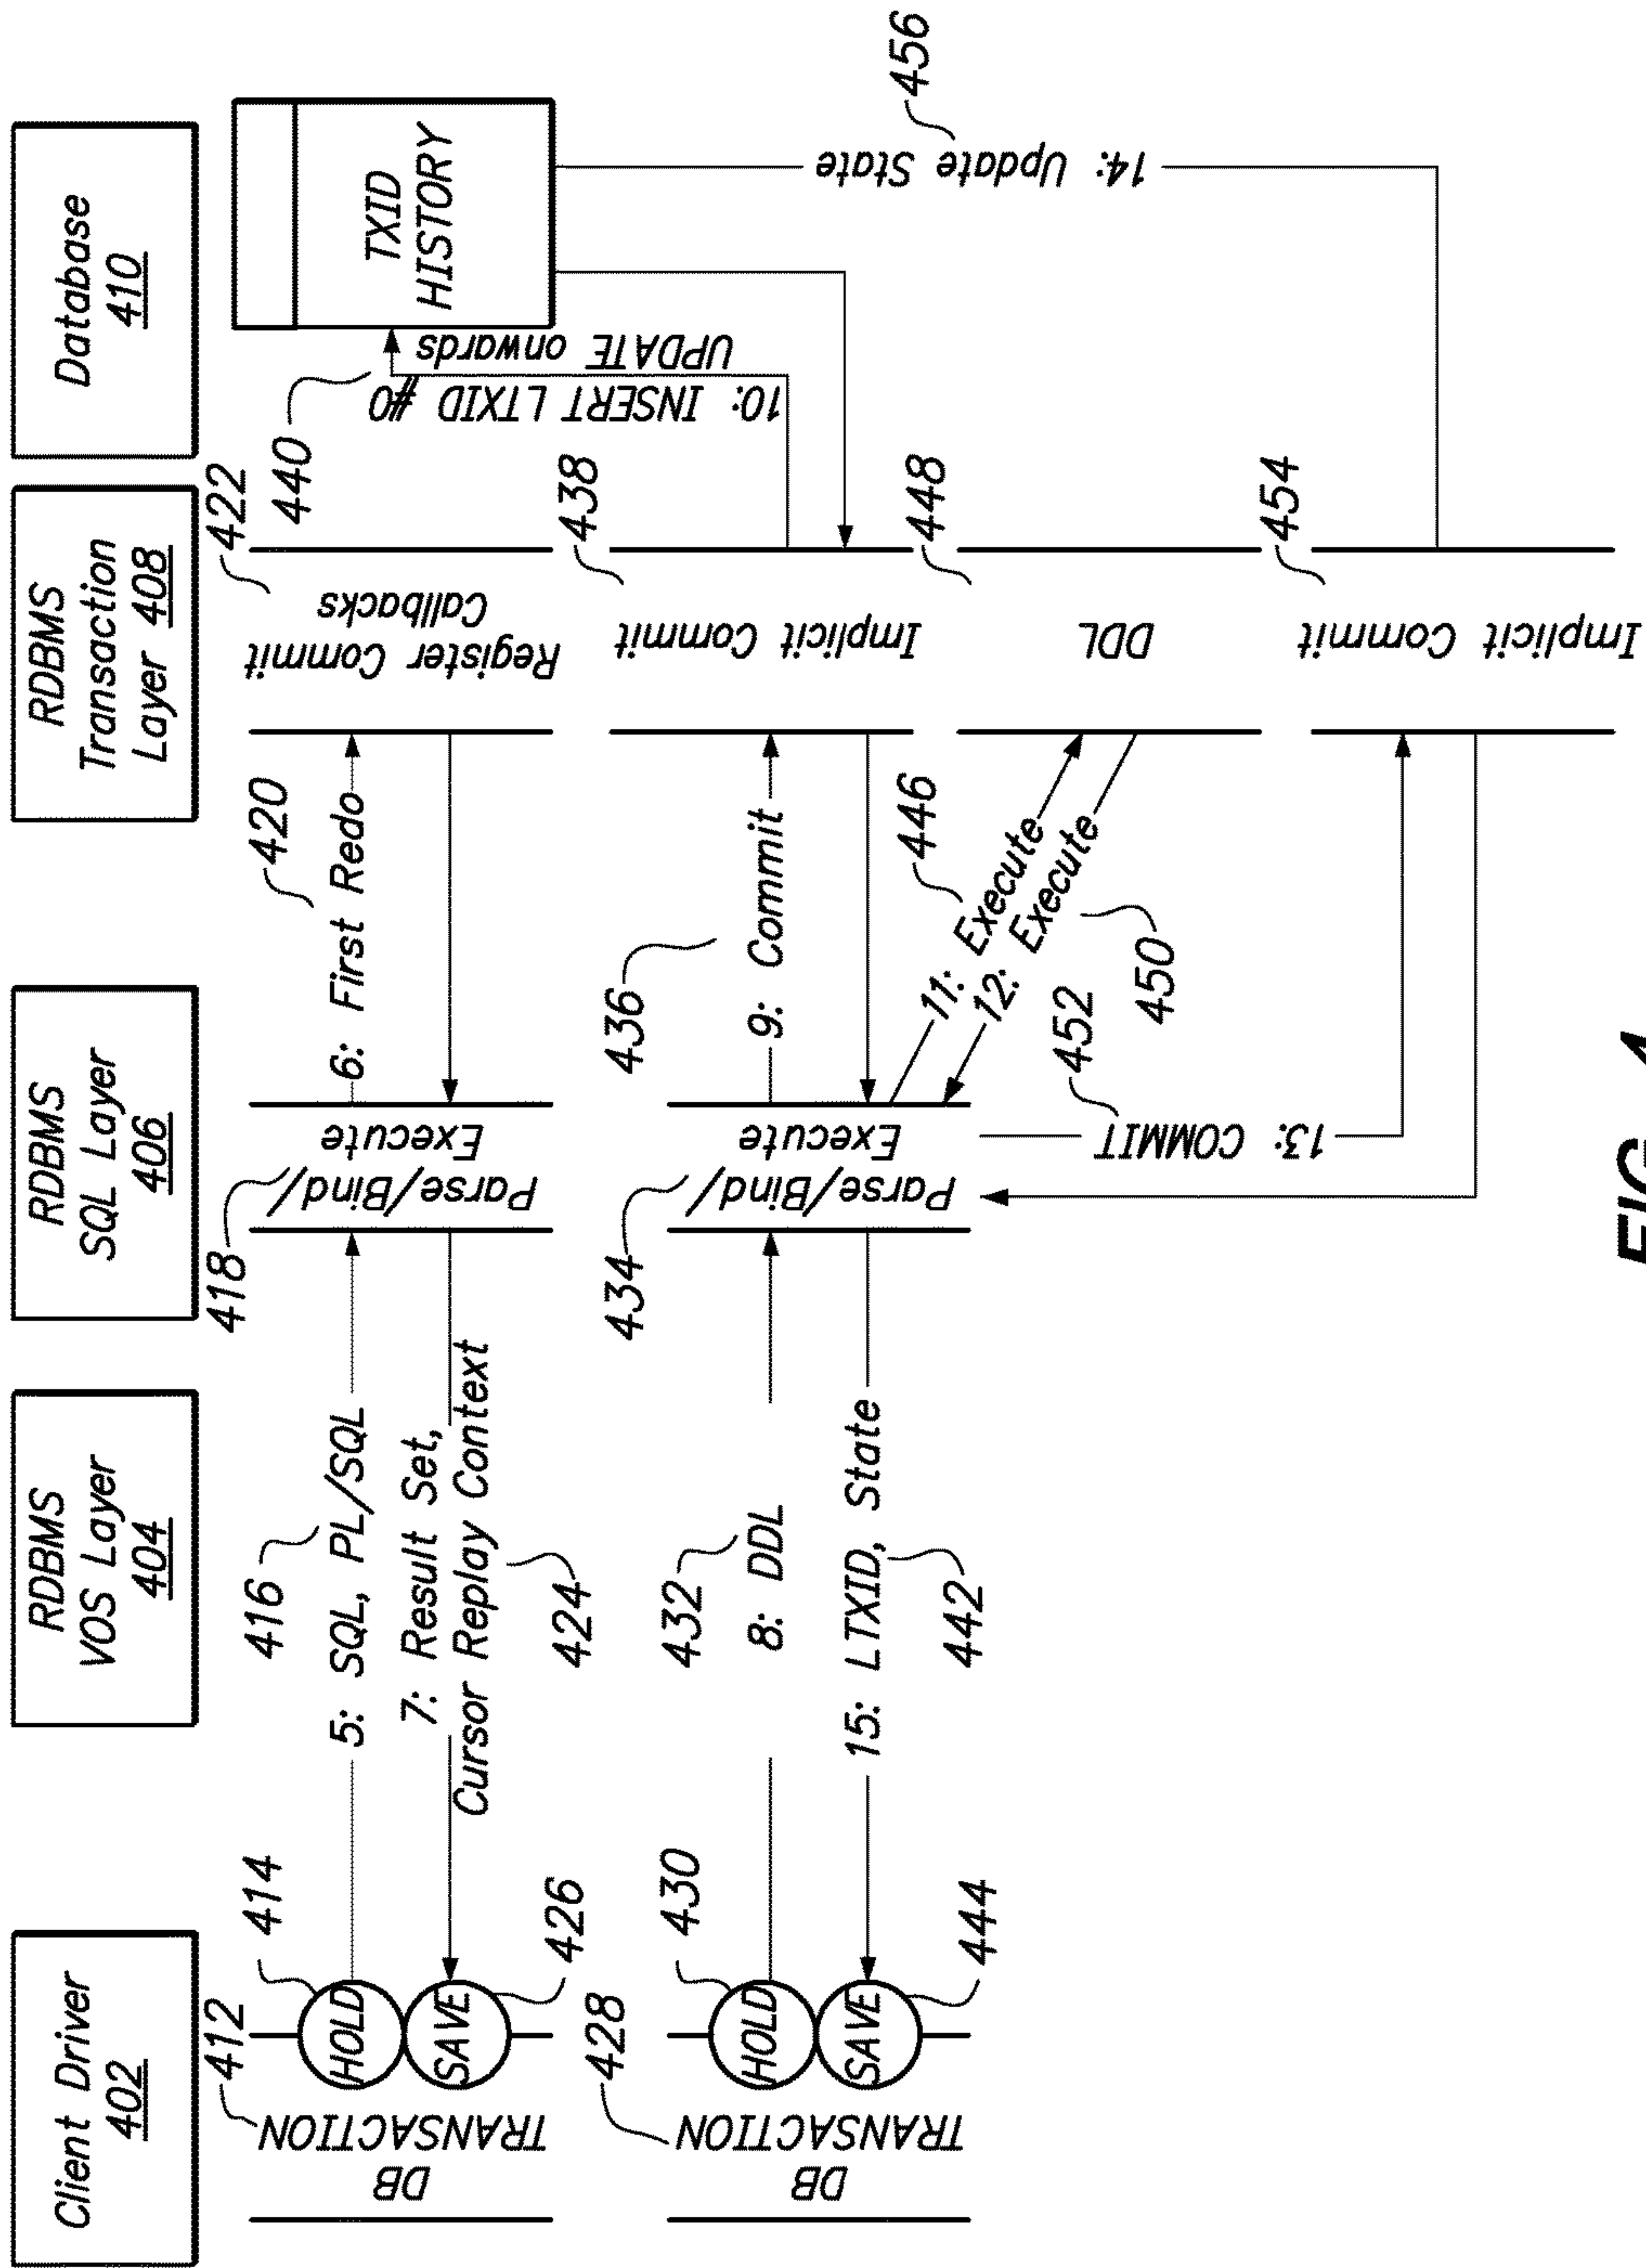 Client Driver
402
RDBMS
VOS Layer
404
RDBMS
SQL Layer
406
RDBMS
Transaction
Layer 408
Database
410
412
414
416
418
420
422
440
DB
TRANSACTION
HOLD
SAVE
5: SQL, PL/SQL
7: Result Set,
Cursor Replay Context
424
426
Parse/Bind/
Execute
6: First Redo
Register Commit
Callbacks
TXID
HISTORY
10: INSERT LTXID #0
UPDATE onwards
428
430
432
434
436
438
DB
TRANSACTION
HOLD
SAVE
8: DDL
15: LTXID, State
442
444
Parse/Bind/
Execute
9: Commit
Implicit Commit
11: Execute
446
12: Execute
450
448
DDL
13: COMMIT
452
454
Implicit Commit
14: Update State
456